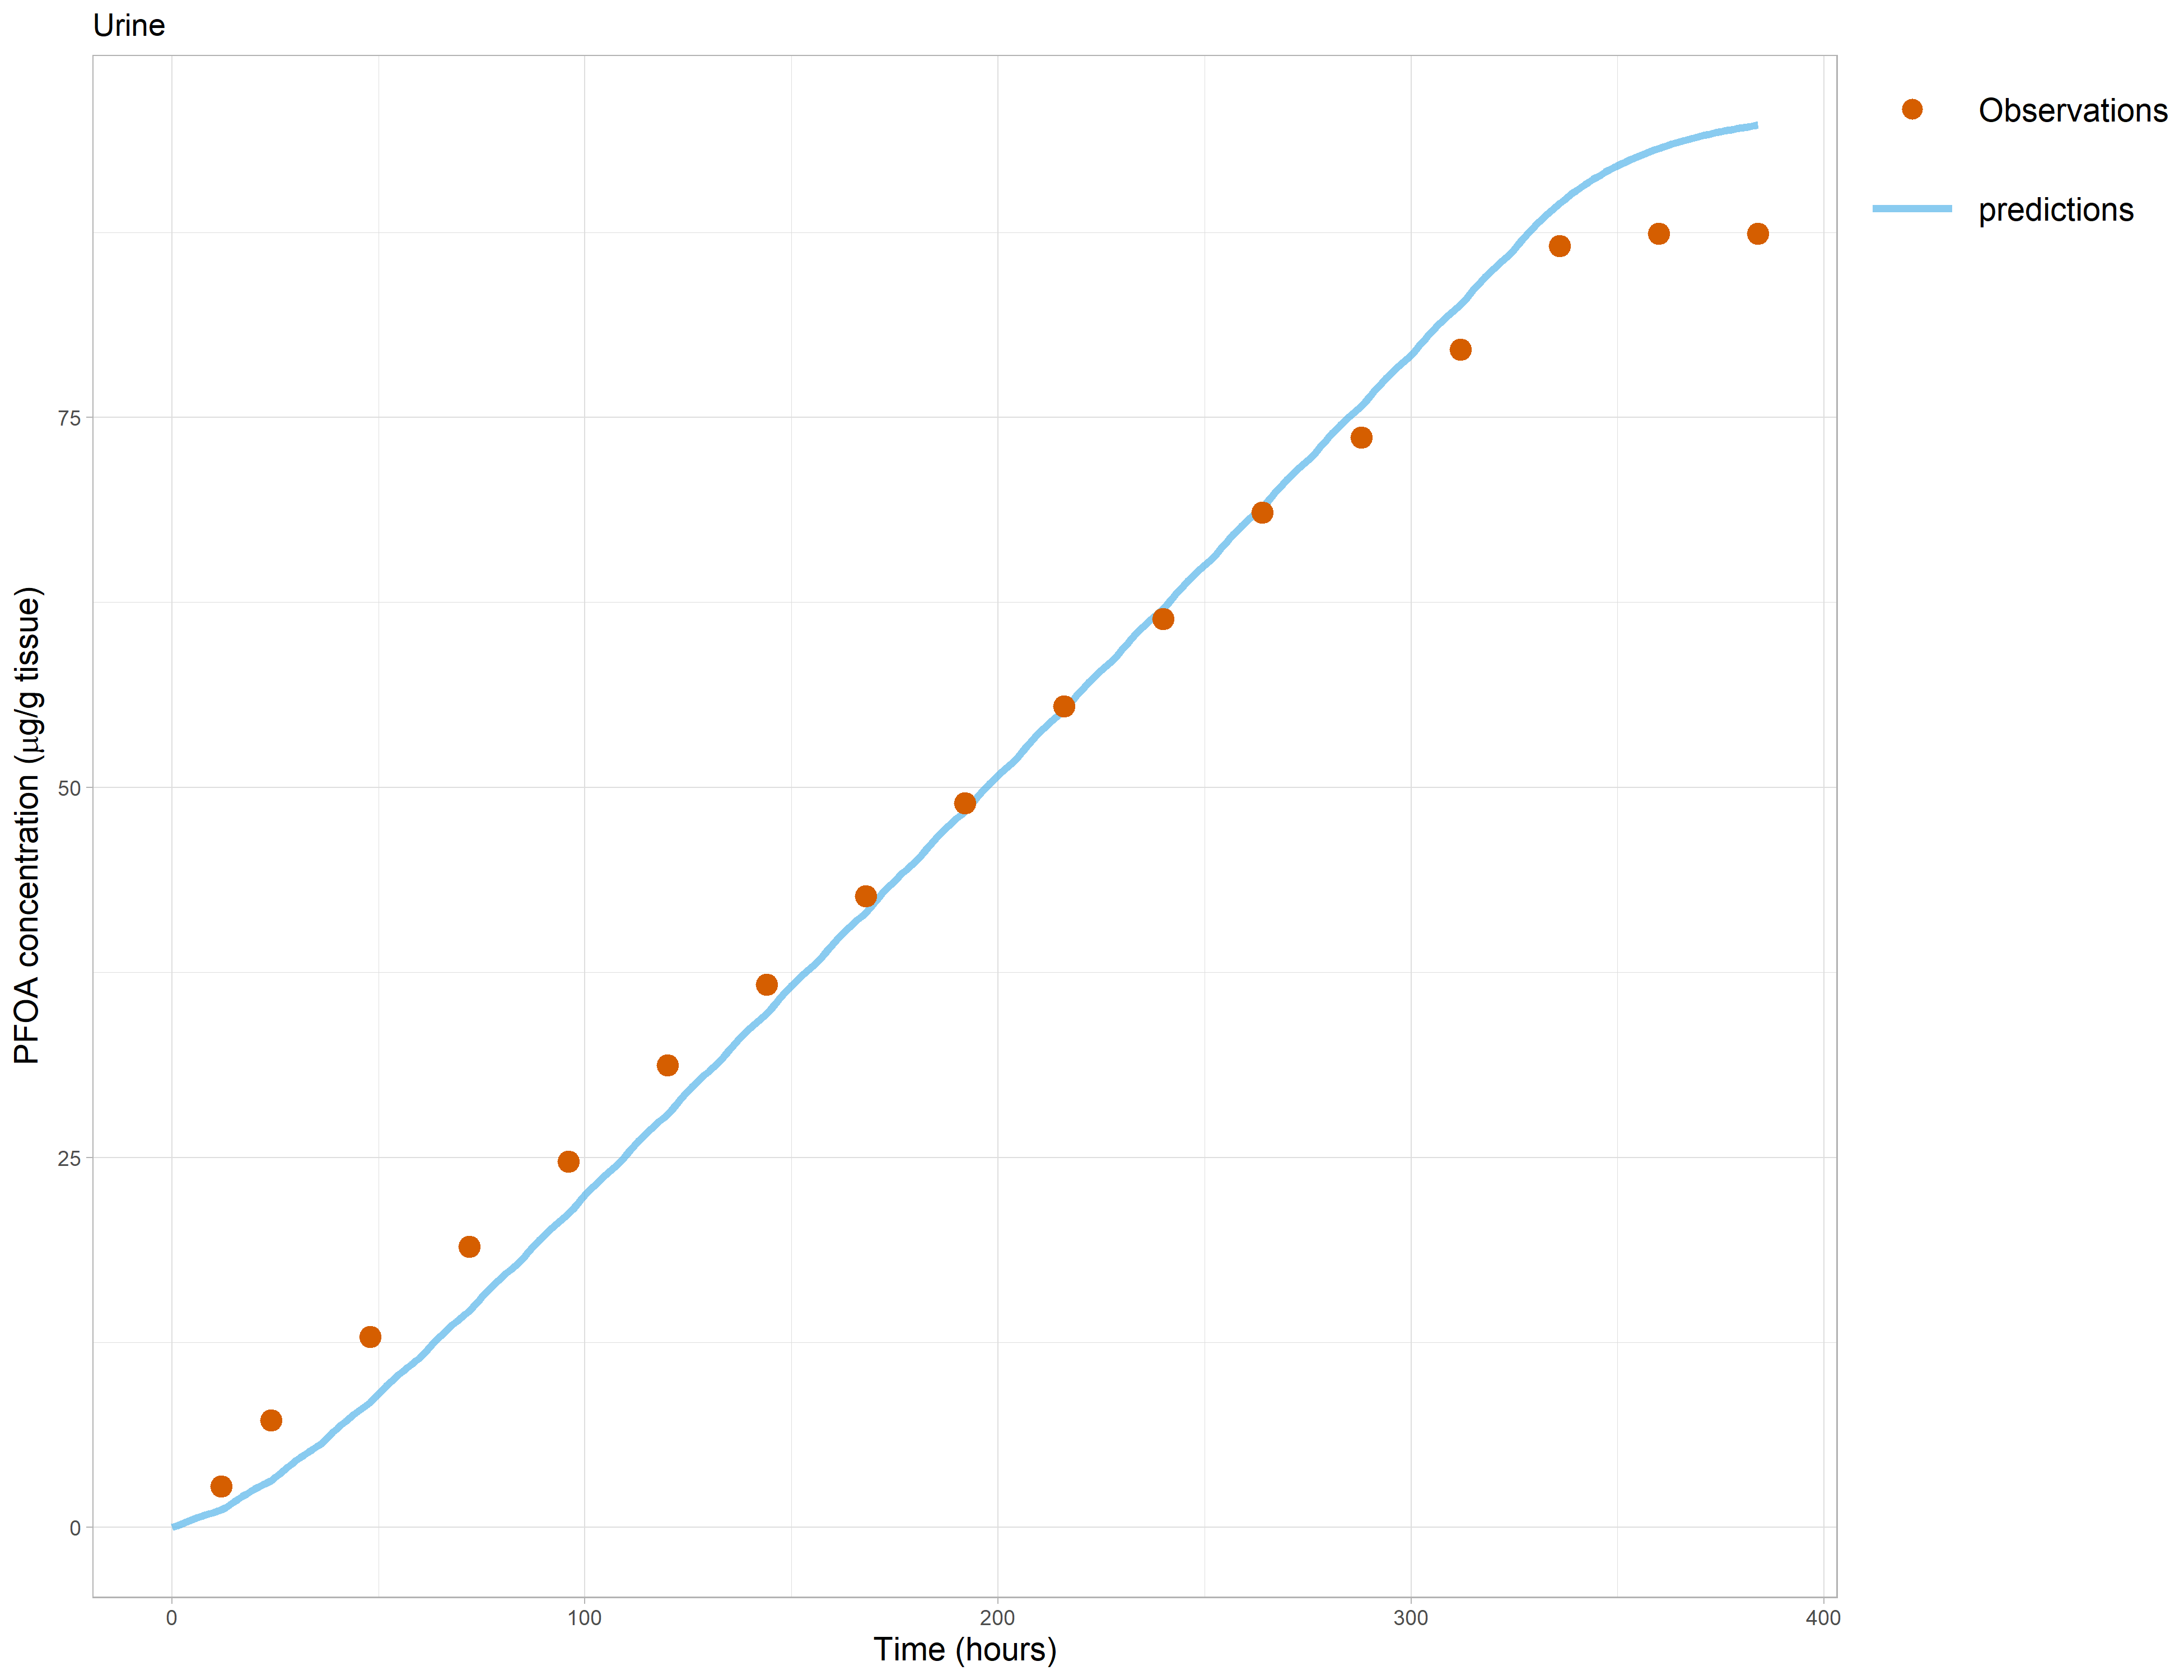 Urine
Observations
predictions
PFOA concentration (μg/g tissue)
75
50
25
0
0 100 200 300 400
Time (hours)